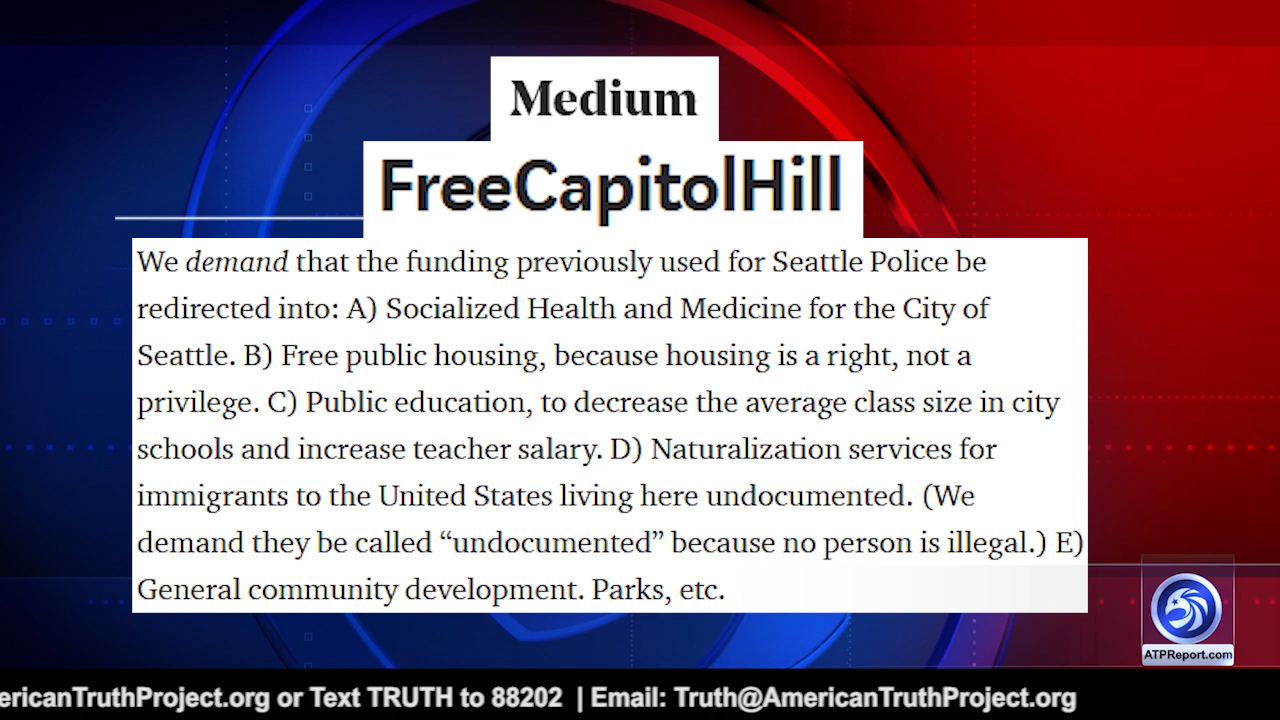 Medium
FreeCapitolHill
We demand that the funding previously used for Seattle Police be
redirected into: A) Socialized Health and Medicine for the City of
Seattle. B) Free public housing, because housing is a right, not a
privilege. C) Public education, to decrease the average class size in city
schools and increase teacher salary. D) Naturalization services for
immigrants to the United States living here undocumented. (We
demand they be called “undocumented” because no person is illegal.) E)
General community development. Parks, etc.
ATPReport.com
ericanTruthProject.org or Text TRUTH to 88202 | Email: Truth@AmericanTruthProject.org